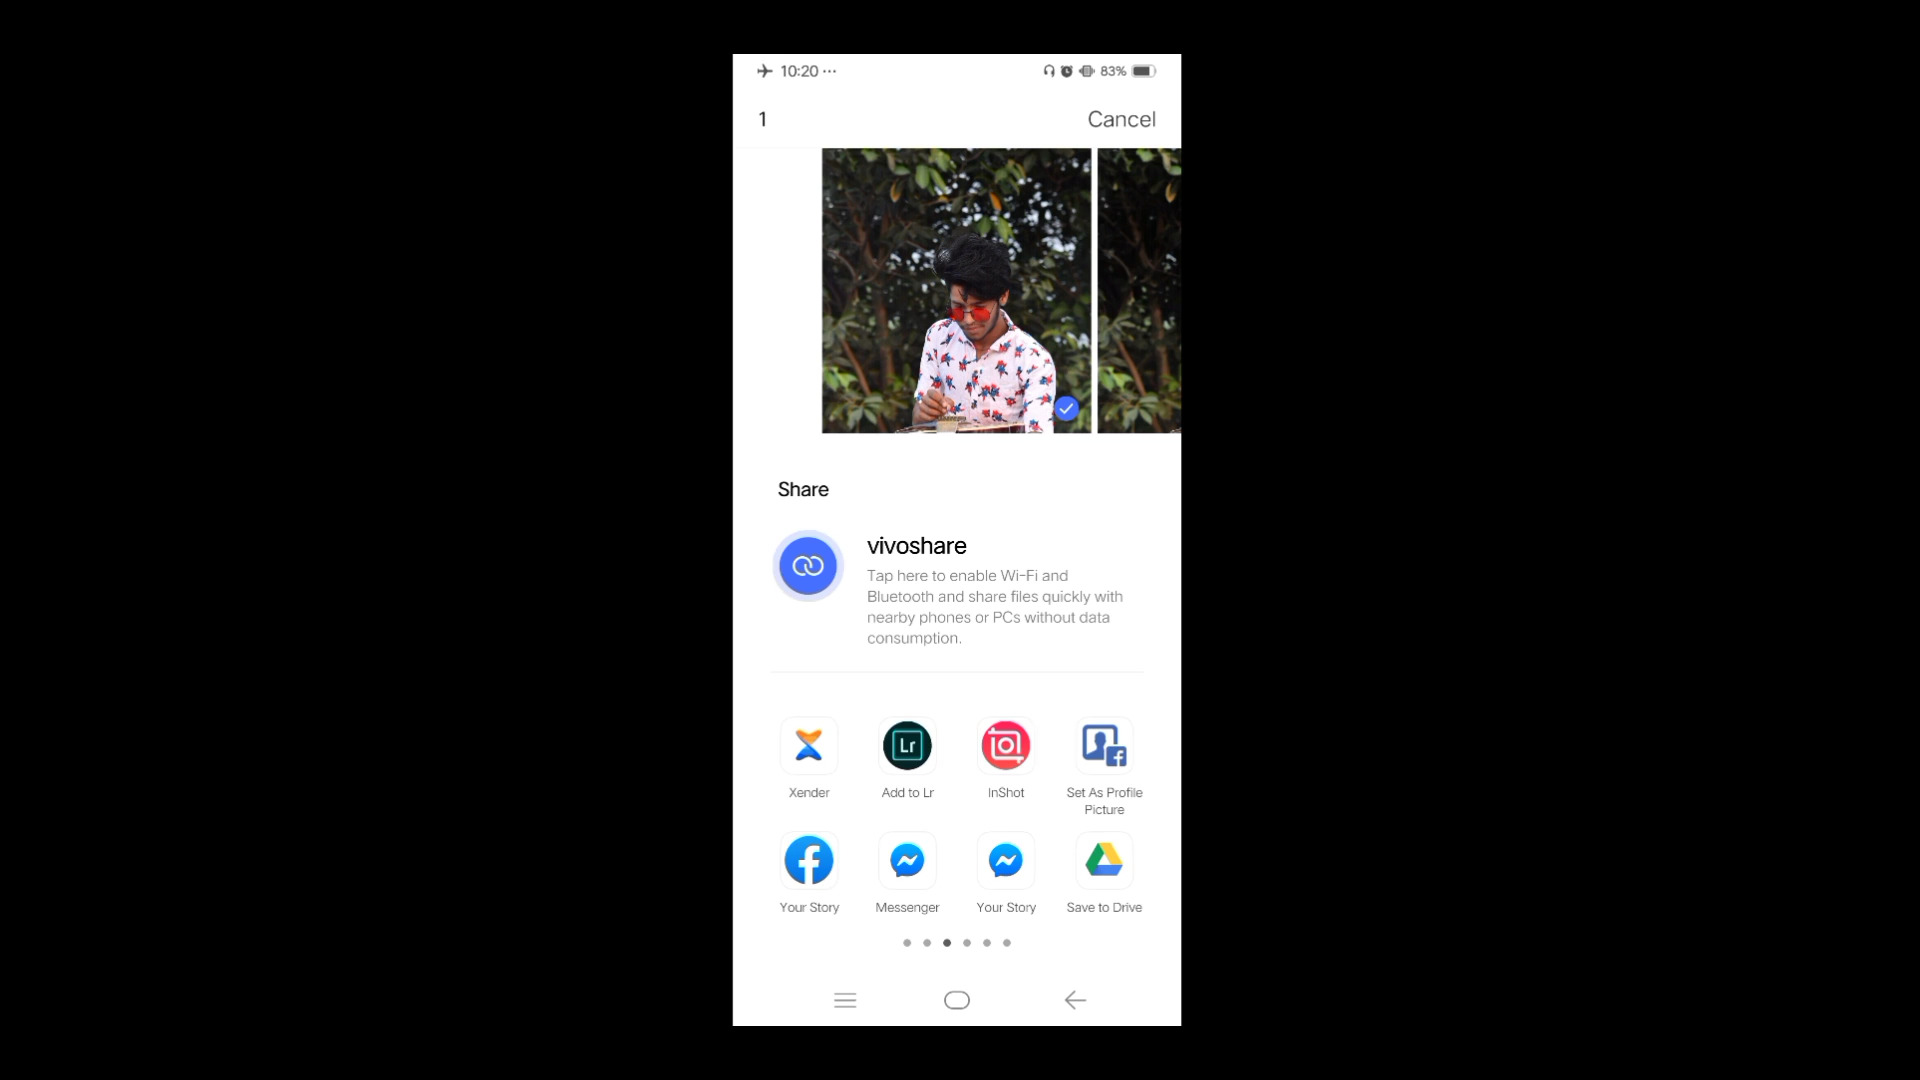 10:20 ...
83%
1
Cancel
Share
vivoshare
Tap here to enable Wi-Fi and
Bluetooth and share files quickly with
nearby phones or PCs without data
consumption.
Lr
Xender
Add to Lr
InShot
Set As Profile
Picture
Your Story
Messenger
Your Story
Save to Drive